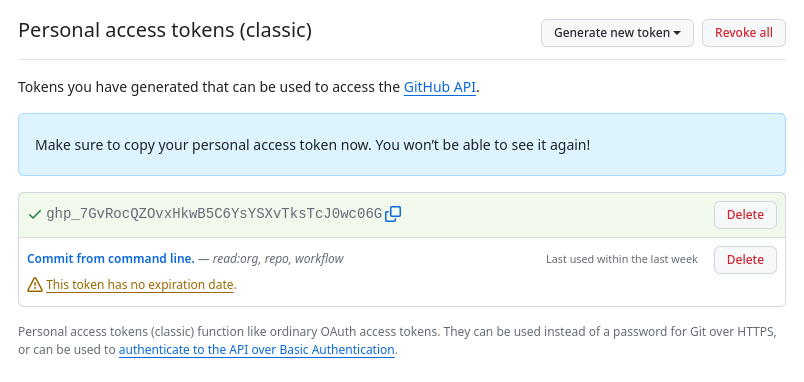 Personal access tokens (classic)
Generate new token
Revoke all
Tokens you have generated that can be used to access the GitHub API.
Make sure to copy your personal access token now. You won’t be able to see it again!
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
Delete
Commit from command line. — read:org, repo, workflow
Last used within the last week
Delete
This token has no expiration date.
Personal access tokens (classic) function like ordinary OAuth access tokens. They can be used instead of a password for Git over HTTPS,
or can be used to authenticate to the API over Basic Authentication.